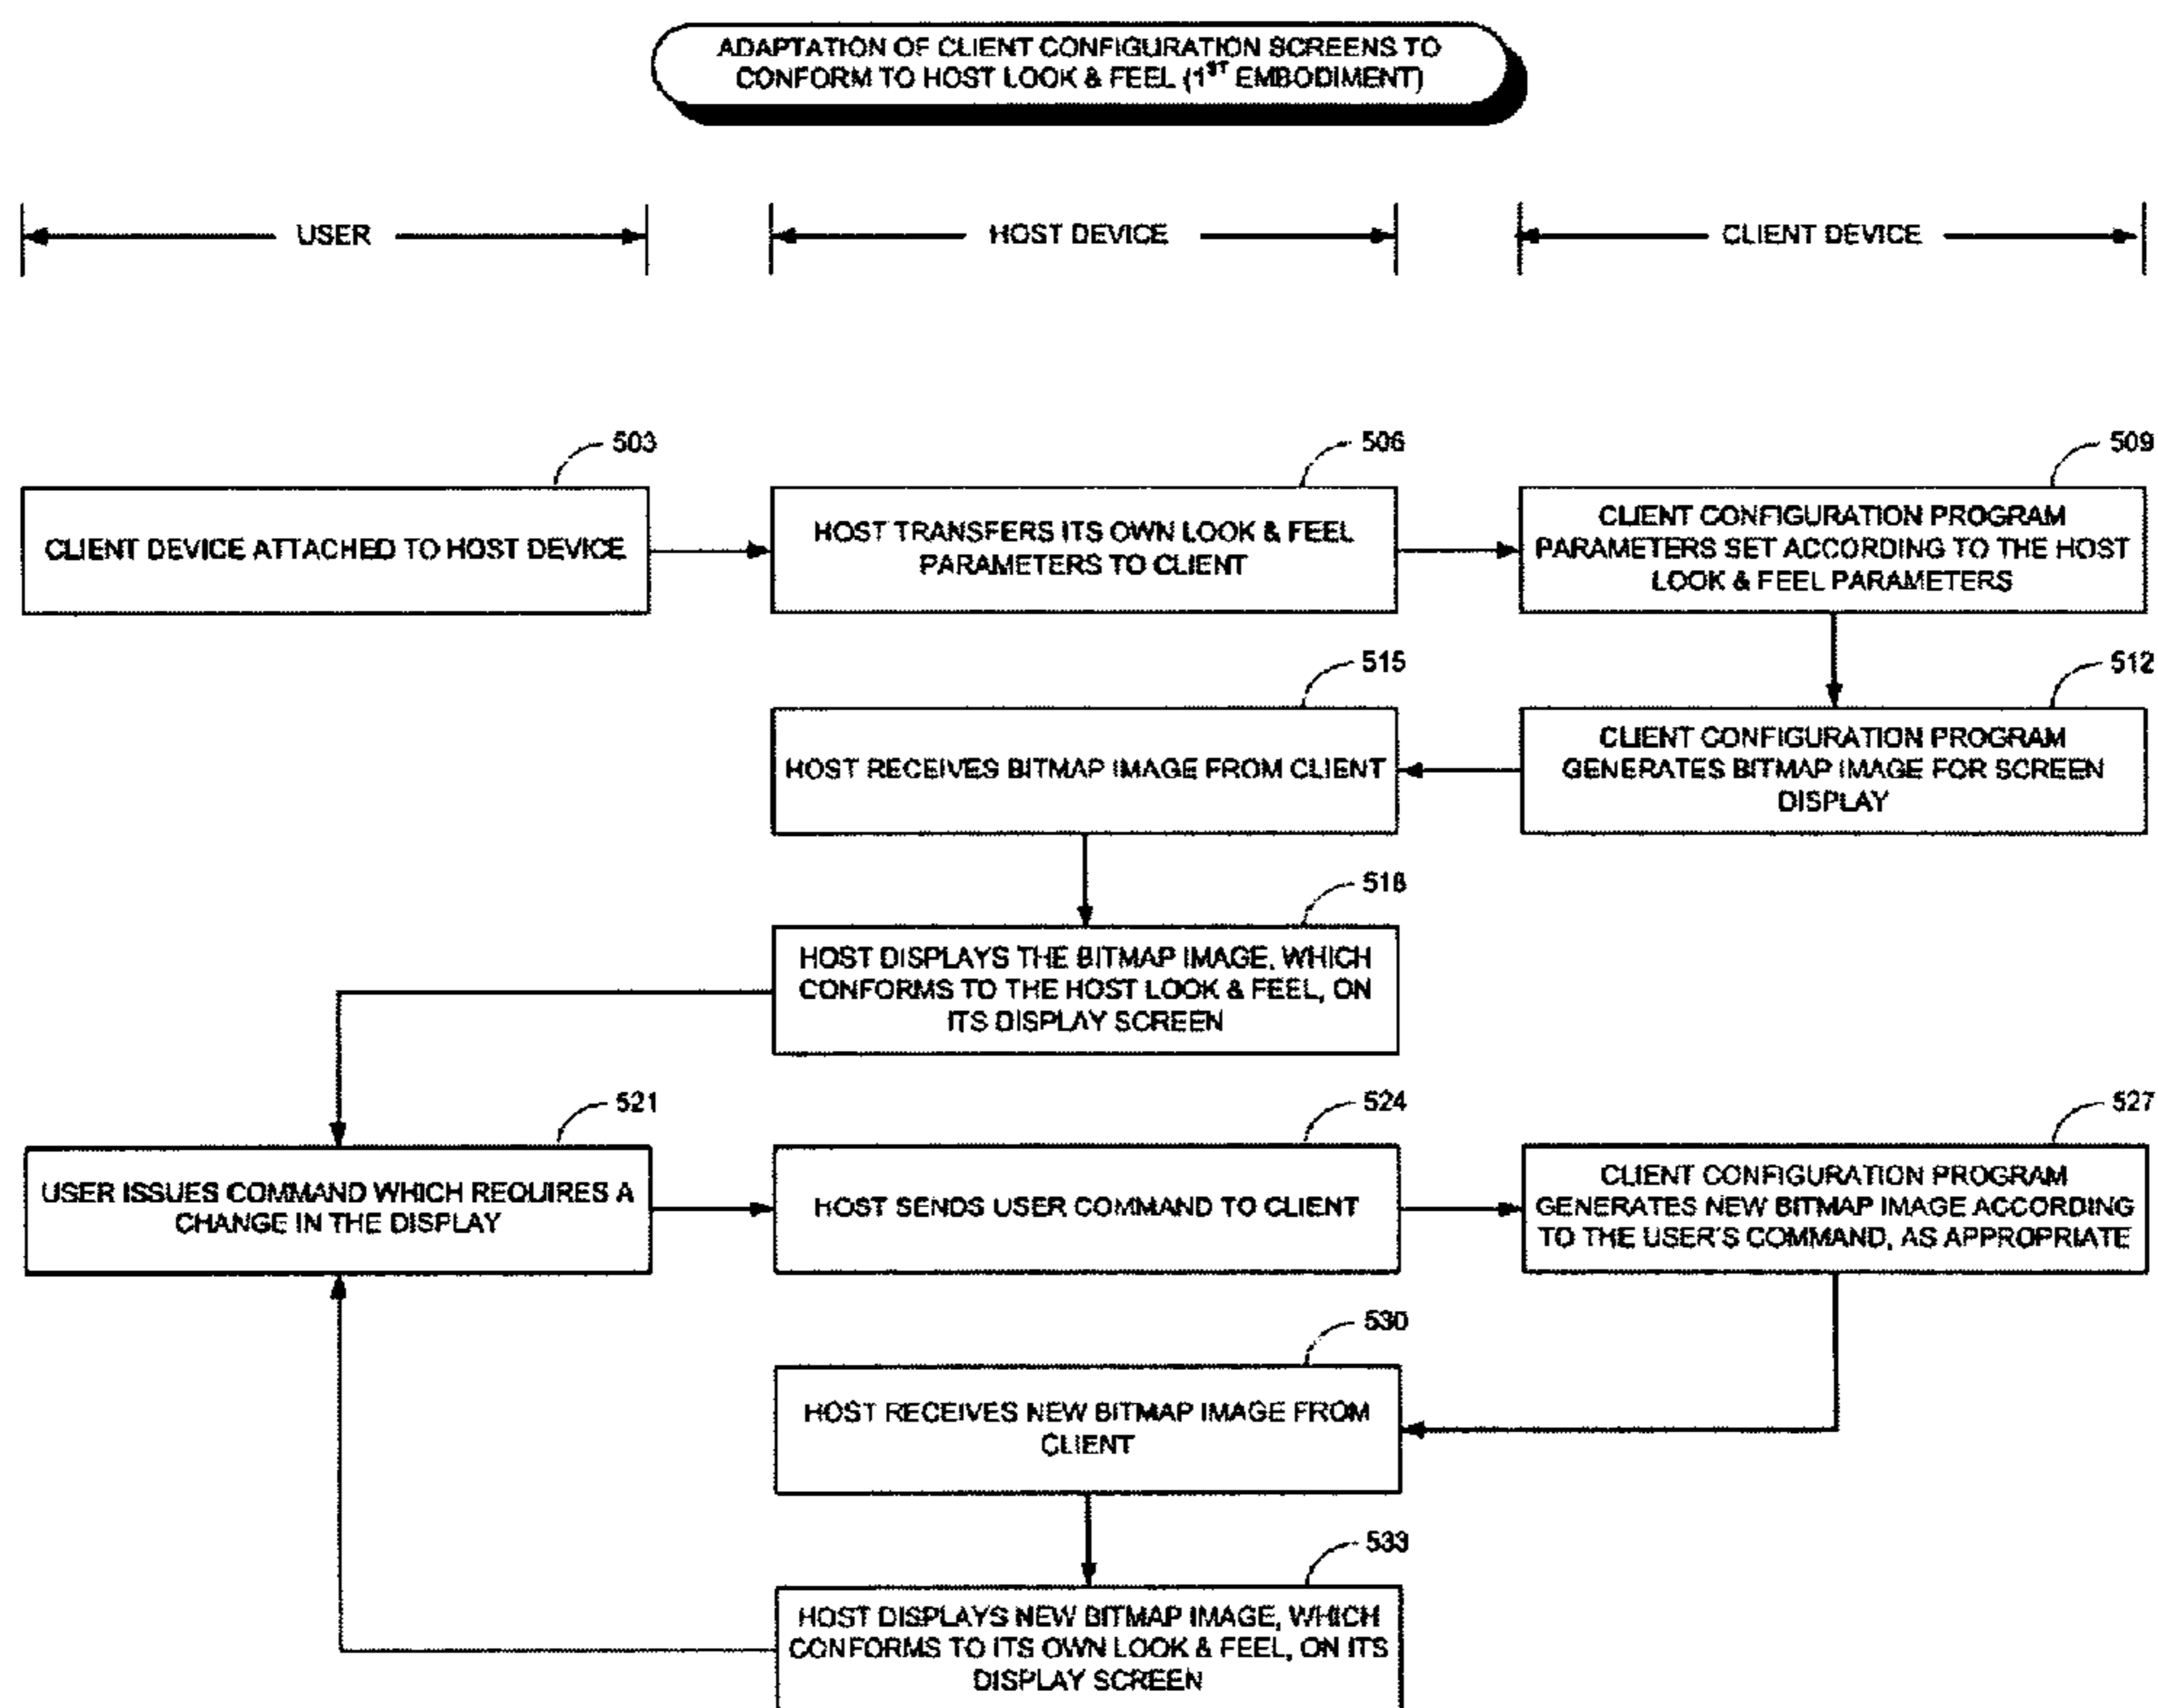 ADAPTATION OF CLIENT CONFIGURATION SCREENS TO
CONFORM TO HOST LOOK & FEEL (1ST EMBODIMENT)
USER
HOST DEVICE
CLIENT DEVICE
503
CLIENT DEVICE ATTACHED TO HOST DEVICE
506
HOST TRANSFERS ITS OWN LOOK & FEEL
PARAMETERS TO CLIENT
509
CLIENT CONFIGURATION PROGRAM
PARAMETERS SET ACCORDING TO THE HOST
LOOK & FEEL PARAMETERS
515
HOST RECEIVES BITMAP IMAGE FROM CLIENT
512
CLIENT CONFIGURATION PROGRAM
GENERATES BITMAP IMAGE FOR SCREEN
DISPLAY
518
HOST DISPLAYS THE BITMAP IMAGE, WHICH
CONFORMS TO THE HOST LOOK & FEEL, ON
ITS DISPLAY SCREEN
521
USER ISSUES COMMAND WHICH REQUIRES A
CHANGE IN THE DISPLAY
524
HOST SENDS USER COMMAND TO CLIENT
527
CLIENT CONFIGURATION PROGRAM
GENERATES NEW BITMAP IMAGE ACCORDING
TO THE USER'S COMMAND, AS APPROPRIATE
530
HOST RECEIVES NEW BITMAP IMAGE FROM
CLIENT
533
HOST DISPLAYS NEW BITMAP IMAGE, WHICH
CONFORMS TO ITS OWN LOOK & FEEL, ON ITS
DISPLAY SCREEN